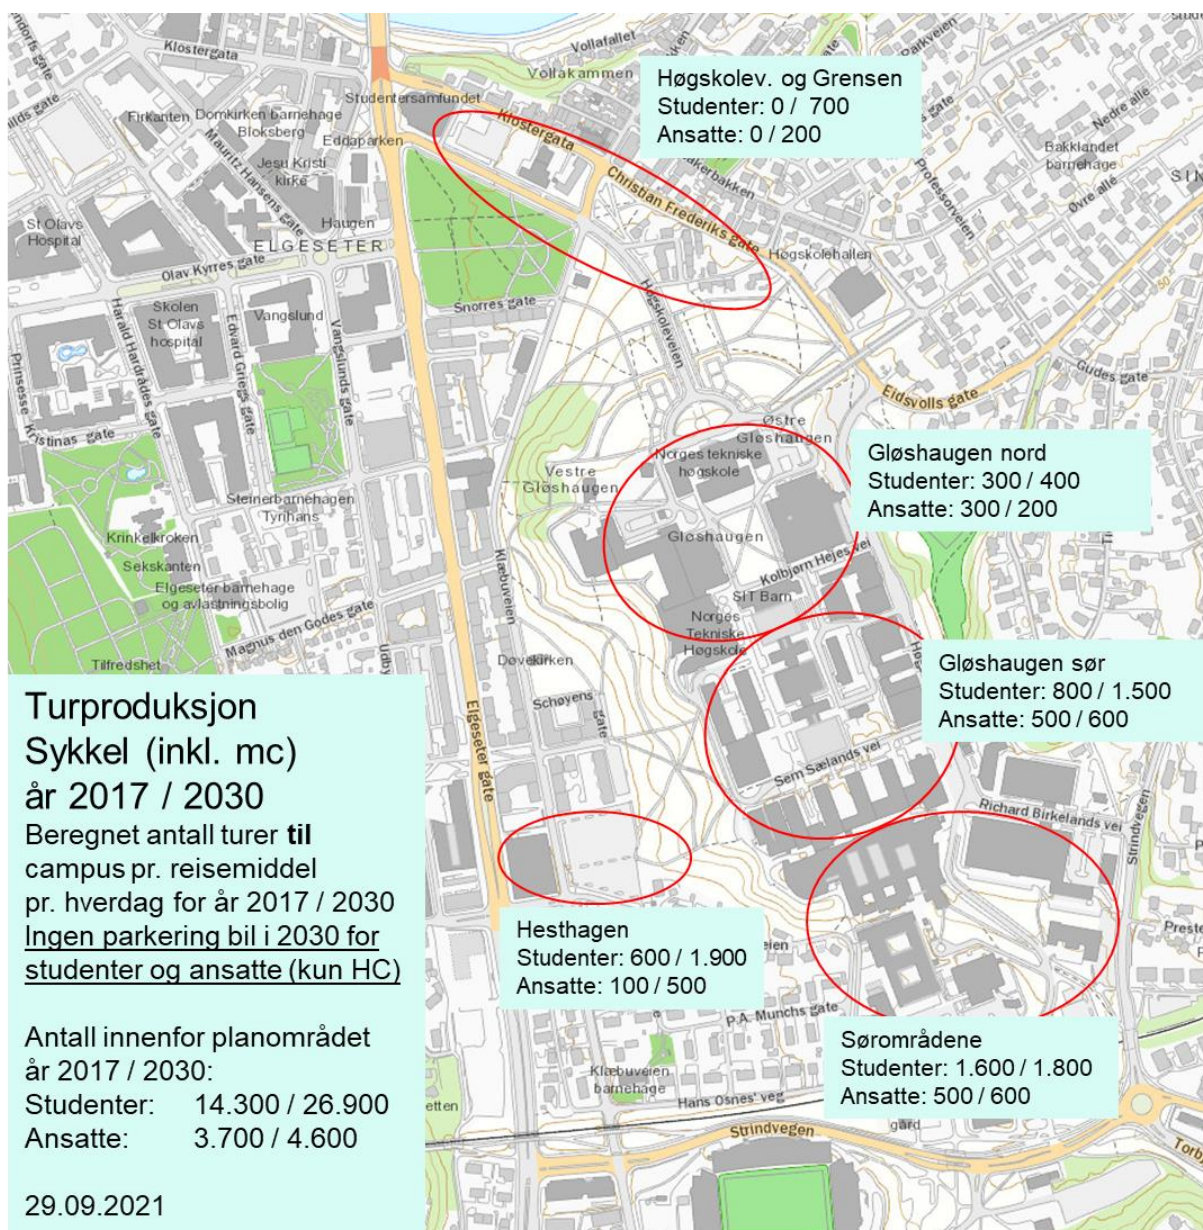 Klostergata
Vollafallet
Vollakammen
Parkveien
Studentersamfundet
Firkanten
Domkirken barnehage
Bloksberg
Eddaparken
Mauritz Hansens gate
Jesu Kristi
kirke
Haugen
St Olavs
Hospital
ELGESETER
Olav Kyrres gate
Klostergata
Christian Frederiks gate
Høgskolev. og Grensen
Studenter: 0 / 700
Ansatte: 0 / 200
Nedre alle
Bakklandet
barnehage
Øvre allé
Professorveien
Høgskolehallen
Skolen
St Olavs
hospital
Vangslund
Snorres gate
Høgskoleveien
Prinsesse
Kristinas gate
Harald Hardrådes gate
Edvard Griegs gate
Vangslunds gate
Eidsvolls gate
Gudes gate
Østre
Gløshaugen
Norges tekniske
høgskole
Vestre
Gløshaugen
Gløshaugen nord
Studenter: 300 / 400
Ansatte: 300 / 200
Steinerbarnehagen
Tyrihans
Krinkelkroken
Sekskanten
Elgeseter barnehage
og avlastningsbolig
Magnus den Godes gate
Tilfredshet
Klæbuveien
Gløshaugen
Kolbjørn Hejes vei
SIT Barn
Norges
Tekniske
Høgskole
Døvekirken
Schøyens
gate
Elgeseter gate
Gløshaugen sør
Studenter: 800 / 1.500
Ansatte: 500 / 600
Sem Sælands vei
Richard Birkelands vei
Strindvegen
Turproduksjon
Sykkel (inkl. mc)
år 2017 / 2030
Beregnet antall turer til
campus pr. reisemiddel
pr. hverdag for år 2017 / 2030
Ingen parkering bil i 2030 for
studenter og ansatte (kun HC)
Antall innenfor planområdet
år 2017 / 2030:
Studenter: 14.300 / 26.900
Ansatte: 3.700 / 4.600
29.09.2021
Hesthagen
Studenter: 600 / 1.900
Ansatte: 100 / 500
P.A. Munchs gate
Sørområdene
Studenter: 1.600 / 1.800
Ansatte: 500 / 600
Klæbuveien
barnehage
Hans Osnes' veg
gård
Strindvegen